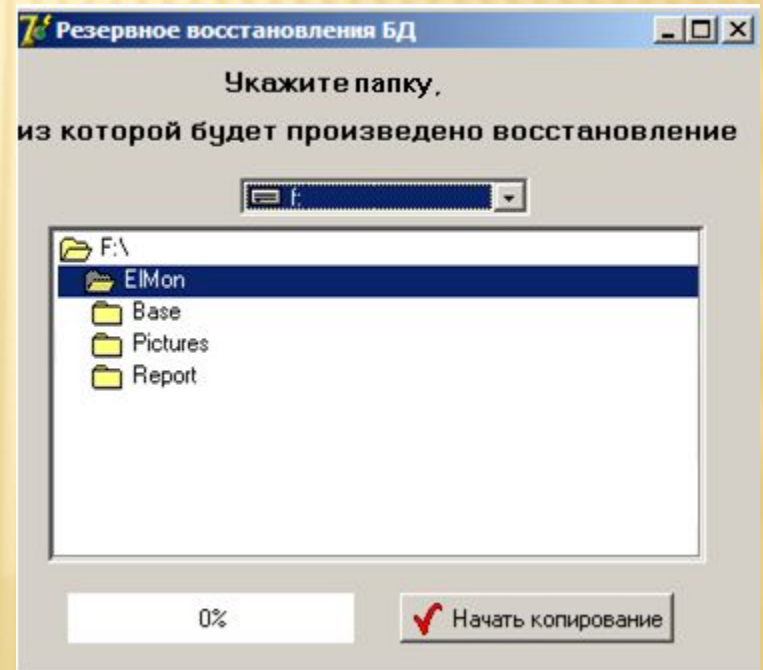 Резервное восстановления БД
Укажите папку,
из которой будет произведено восстановление
f:
F:\
ElMon
Base
Pictures
Report
0%
Начать копирование